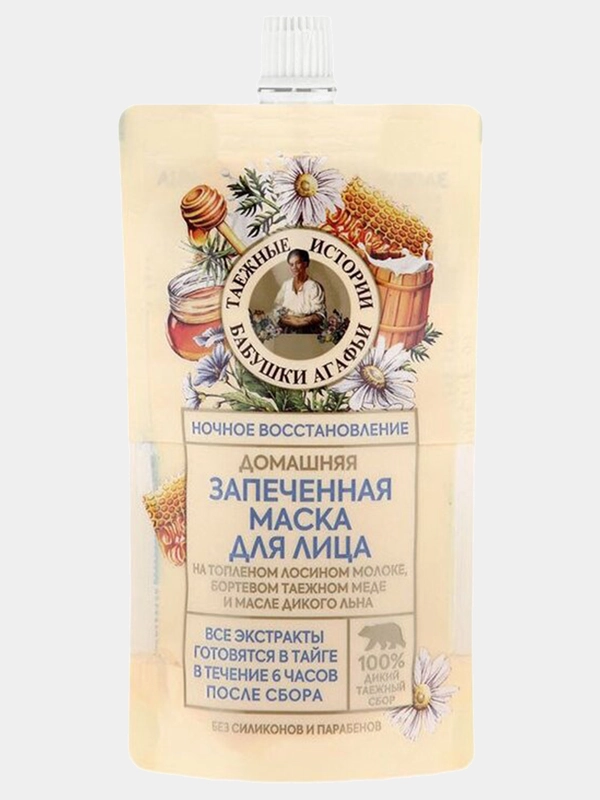 ТАЕЖНЫЕ ИСТОРИИ
БАБУШКИ АГАФЬИ
НОЧНОЕ ВОССТАНОВЛЕНИЕ
ДОМАШНЯЯ
ЗАПЕЧЕННАЯ
МАСКА
ДЛЯ ЛИЦА
НА ТОПЛЕНОМ ЛОСИНОМ МОЛОКЕ,
БОРТЕВОМ ТАЕЖНОМ МЕДЕ
И МАСЛЕ ДИКОГО ЛЬНА
ВСЕ ЭКСТРАКТЫ
ГОТОВЯТСЯ В ТАЙГЕ
В ТЕЧЕНИЕ 6 ЧАСОВ
ПОСЛЕ СБОРА
100%
ДИКИЙ
ТАЕЖНЫЙ
СБОР
БЕЗ СИЛИКОНОВ И ПАРАБЕНОВ